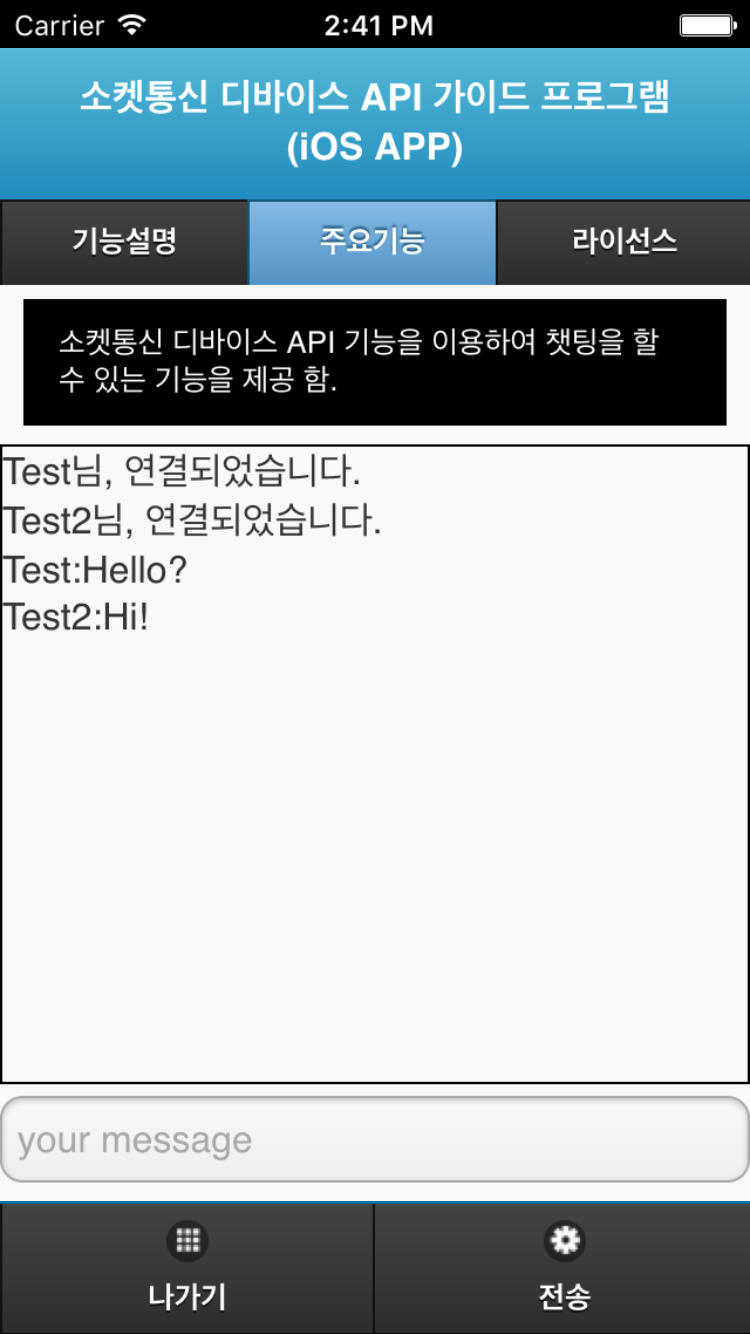 Carrier 2:41 PM
소켓통신 디바이스 API 가이드 프로그램
(iOS APP)
기능설명 주요기능 라이선스
소켓통신 디바이스 API 기능을 이용하여 챗팅을 할
수 있는 기능을 제공 함.
Test님, 연결되었습니다.
Test2님, 연결되었습니다.
Test:Hello?
Test2:Hi!
your message
나가기 전송